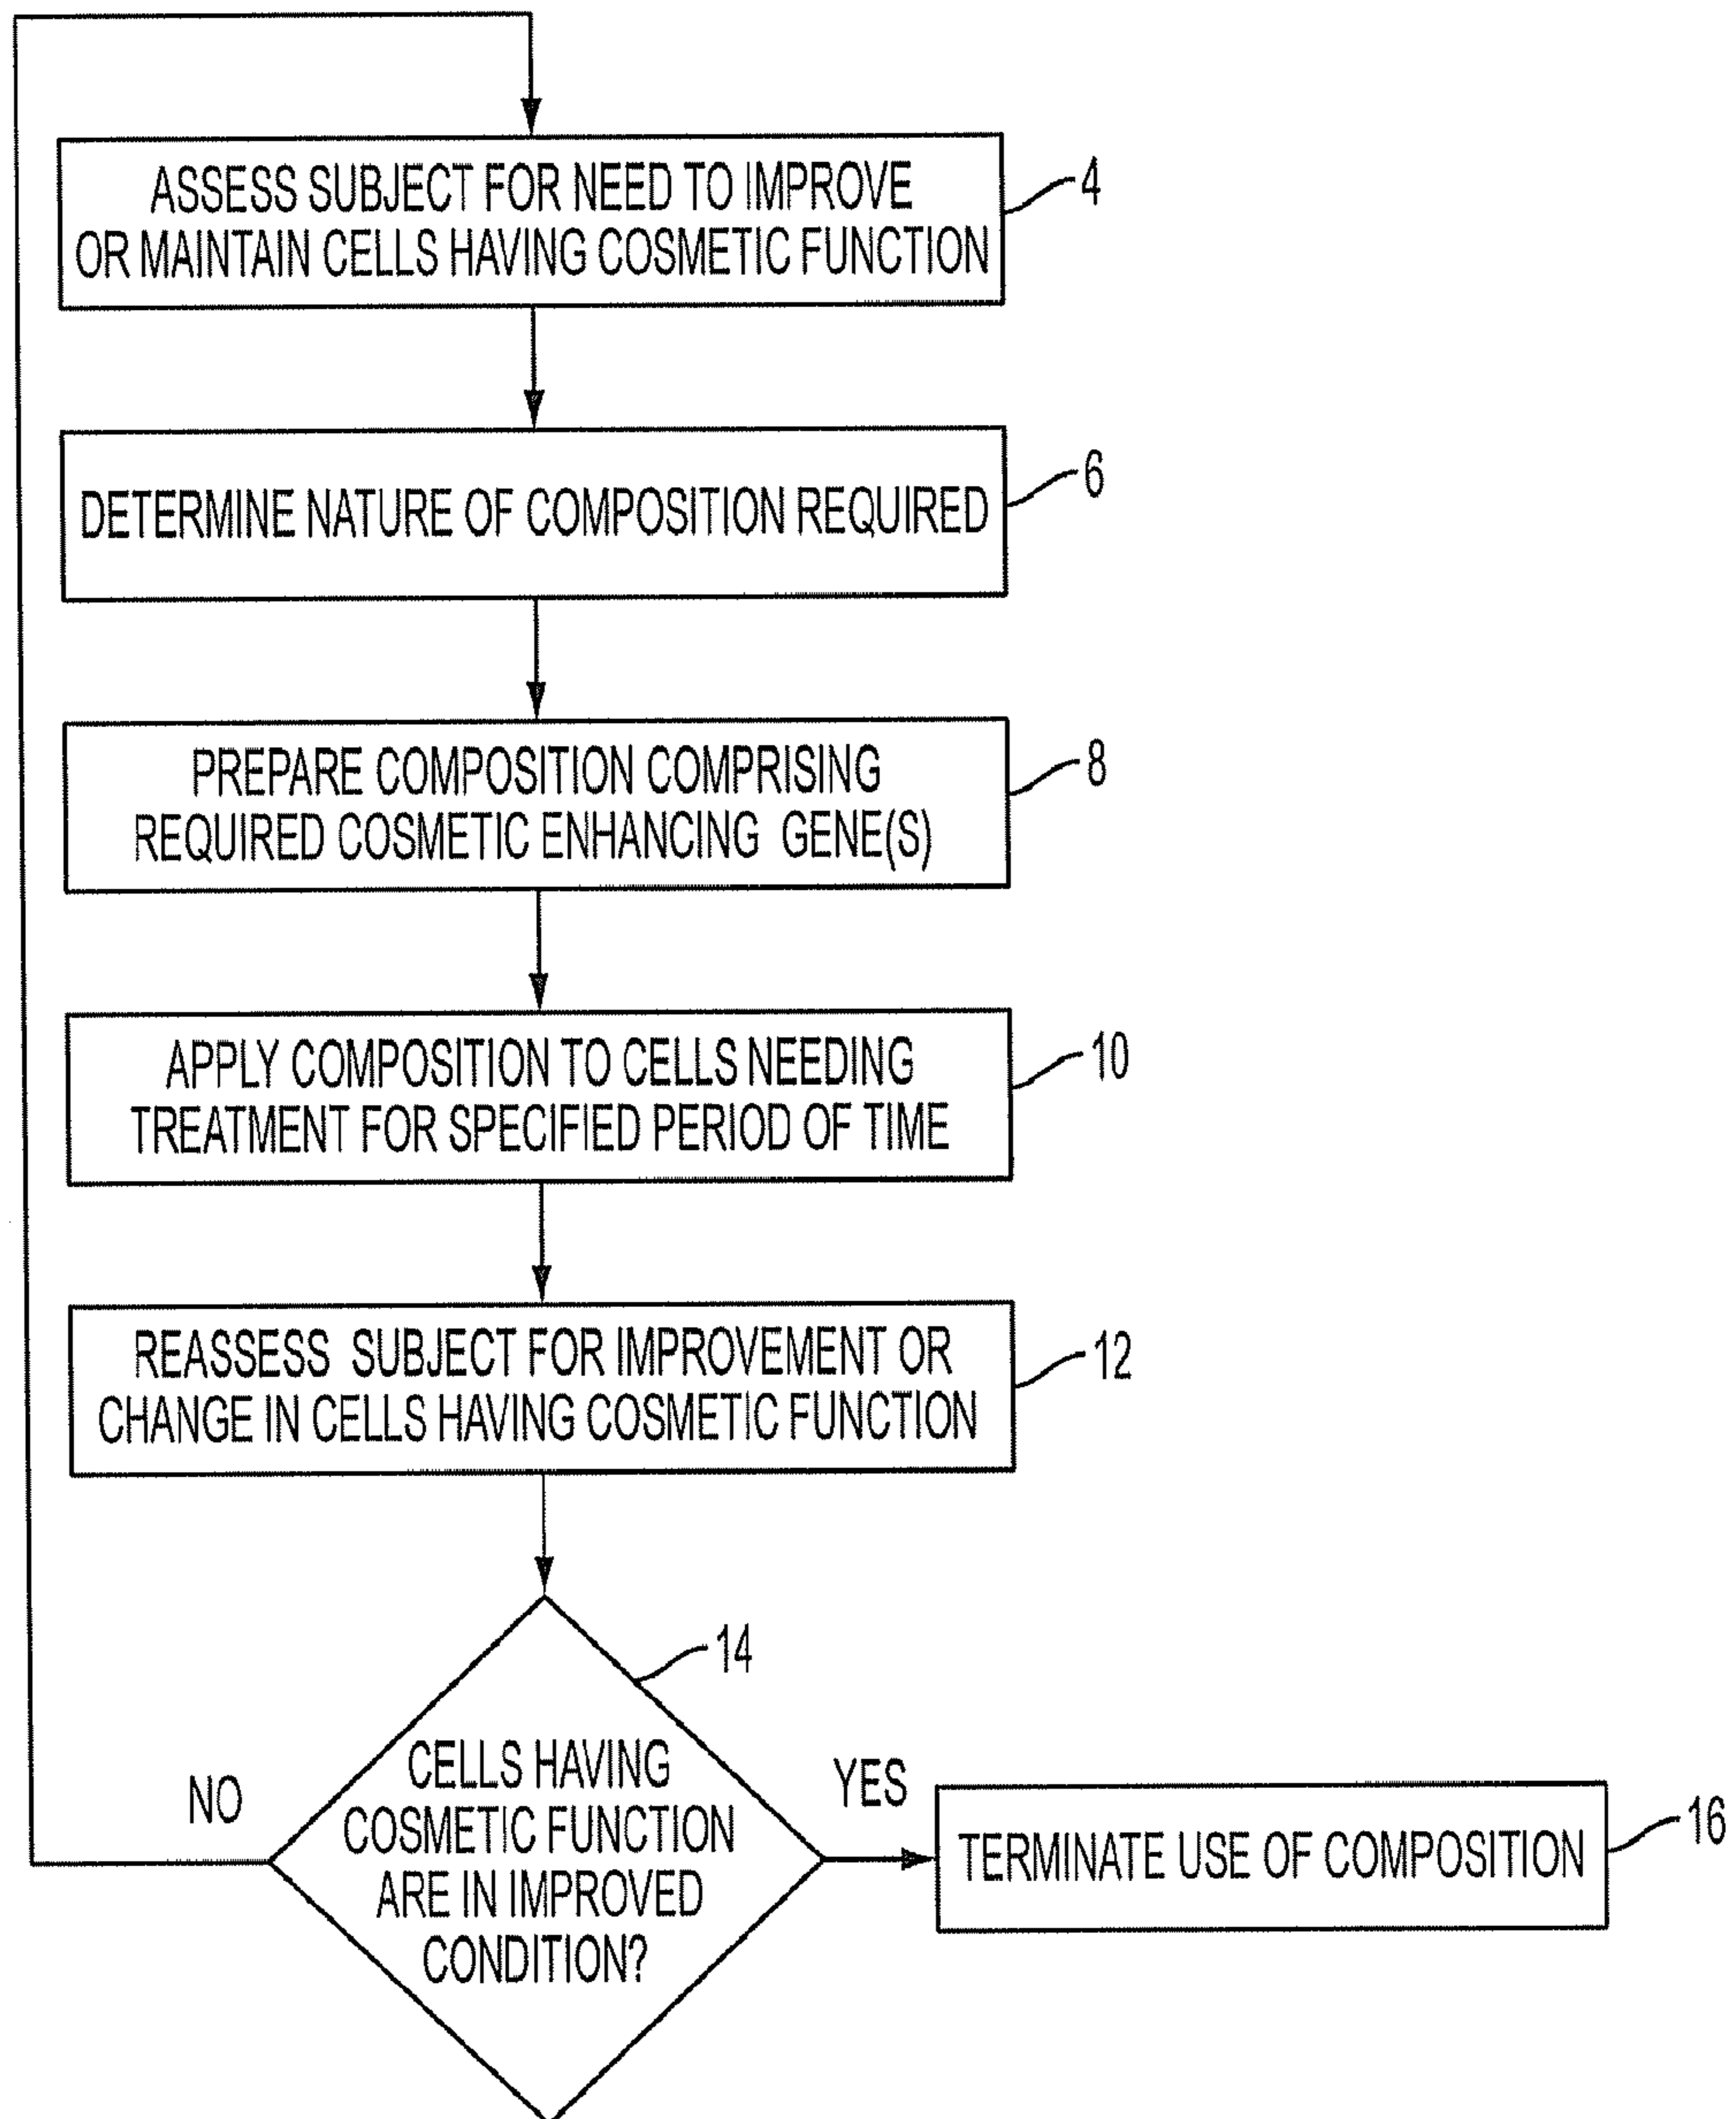 ASSESS SUBJECT FOR NEED TO IMPROVE
OR MAINTAIN CELLS HAVING COSMETIC FUNCTION
4
DETERMINE NATURE OF COMPOSITION REQUIRED
6
PREPARE COMPOSITION COMPRISING
REQUIRED COSMETIC ENHANCING GENE(S)
8
APPLY COMPOSITION TO CELLS NEEDING
TREATMENT FOR SPECIFIED PERIOD OF TIME
10
REASSESS SUBJECT FOR IMPROVEMENT OR
CHANGE IN CELLS HAVING COSMETIC FUNCTION
12
14
CELLS HAVING
COSMETIC FUNCTION
ARE IN IMPROVED
CONDITION?
NO
YES
TERMINATE USE OF COMPOSITION
16